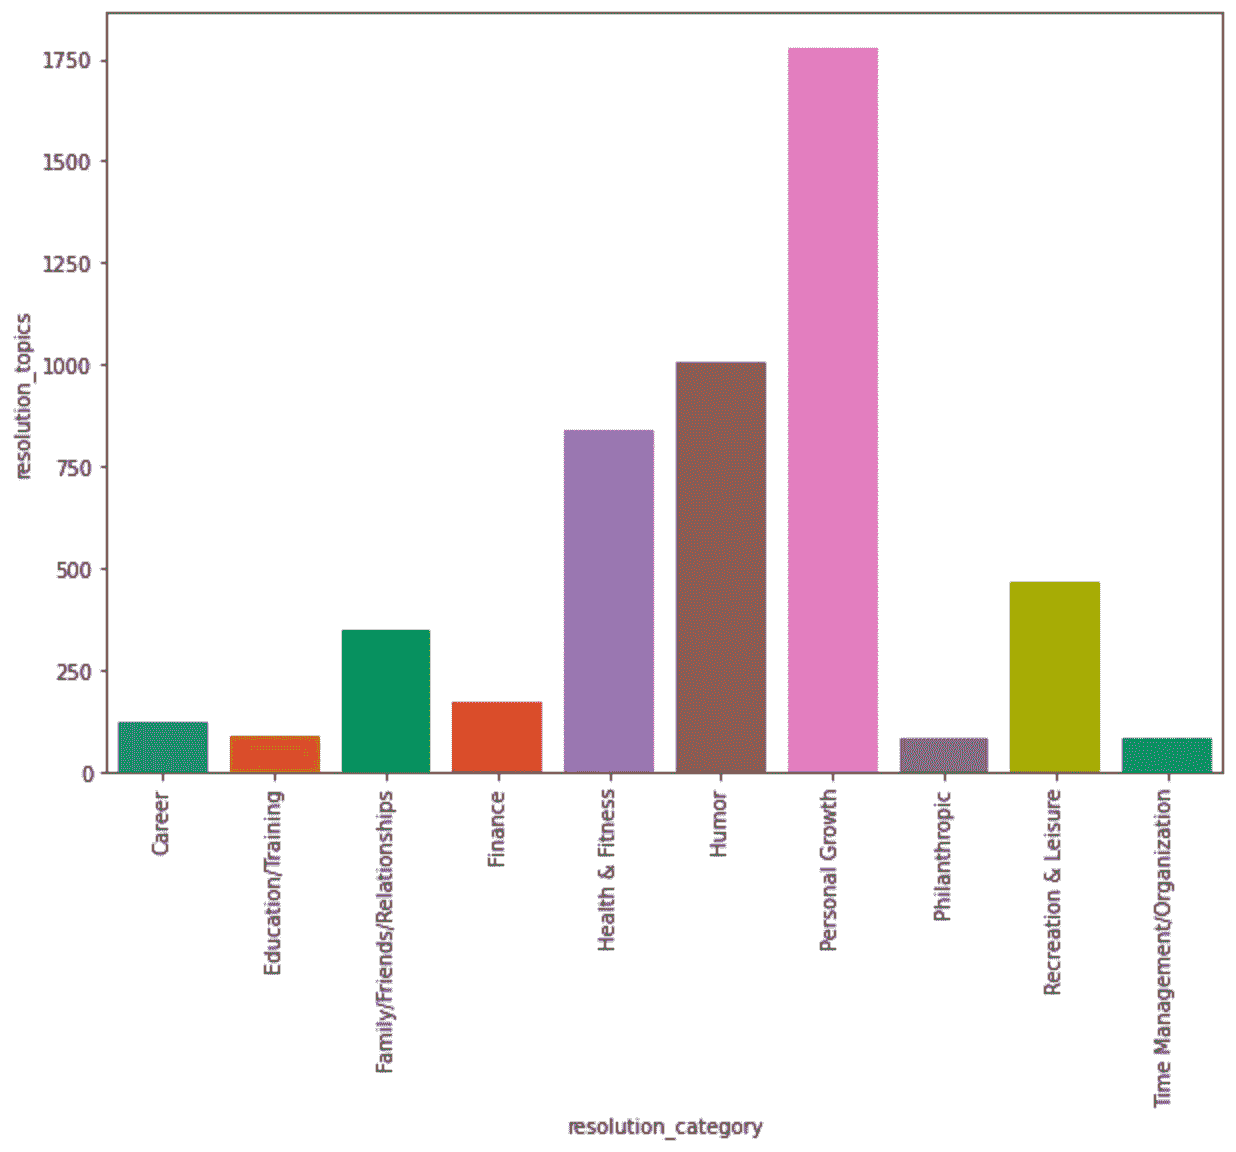 1750
1500
1250
1000
750
500
250
0
resolution_topics
Career
Education/Training
Family/Friends/Relationships
Finance
Health & Fitness
Humor
Personal Growth
Philanthropic
Recreation & Leisure
Time Management/Organization
resolution_category